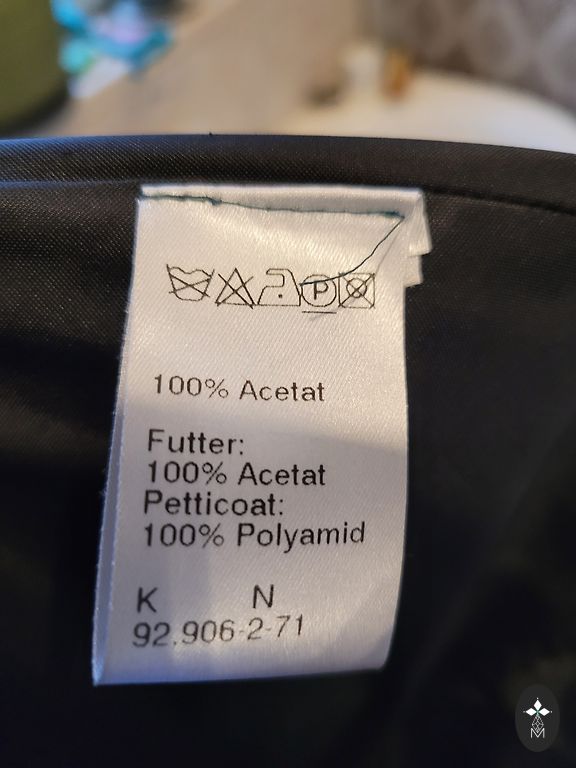 P
100% Acetat
Futter:
100% Acetat
Petticoat:
100% Polyamid
K N
92.906-2-71
M